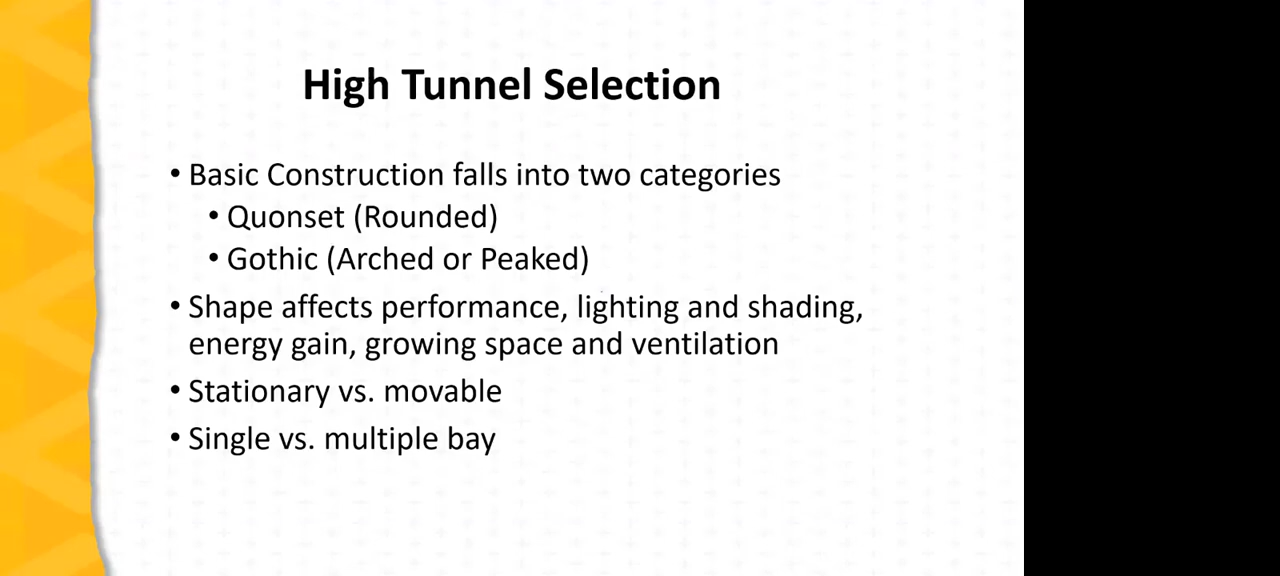 High Tunnel Selection
• Basic Construction falls into two categories
• Quonset (Rounded)
• Gothic (Arched or Peaked)
• Shape affects performance, lighting and shading,
energy gain, growing space and ventilation
• Stationary vs. movable
• Single vs. multiple bay